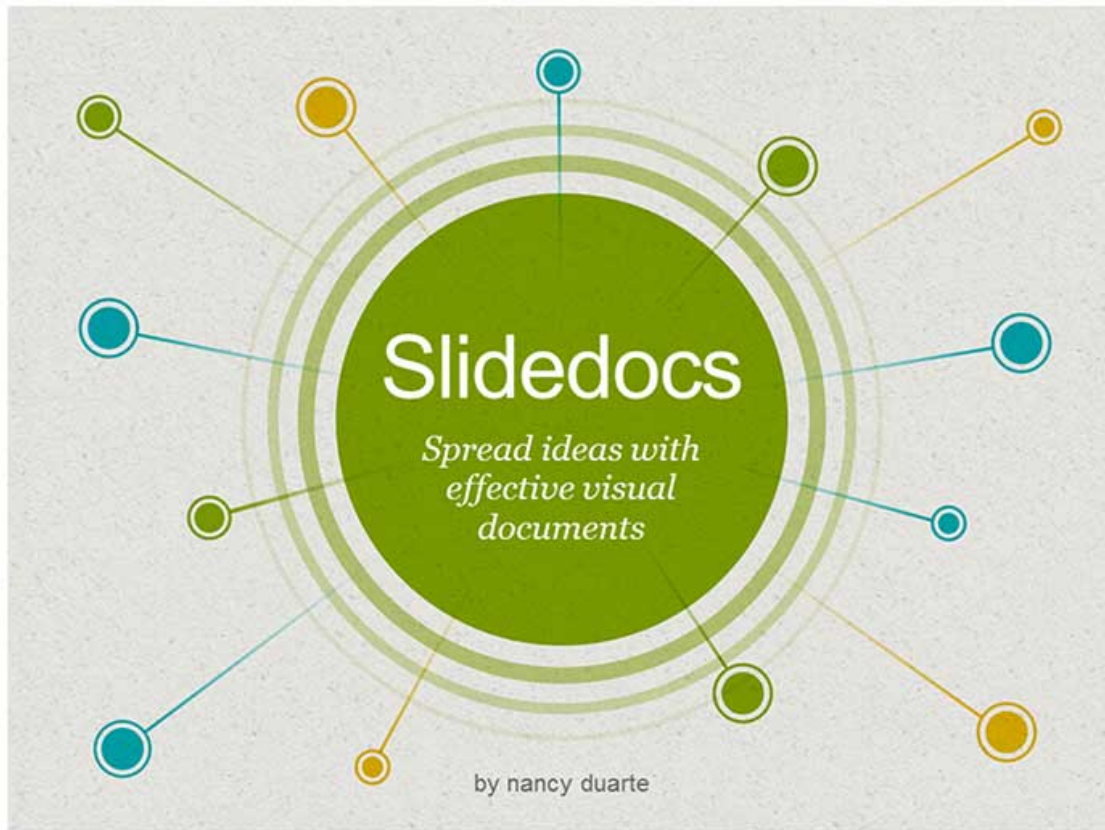 Slidedocs
Spread ideas with
effective visual
documents
by nancy duarte